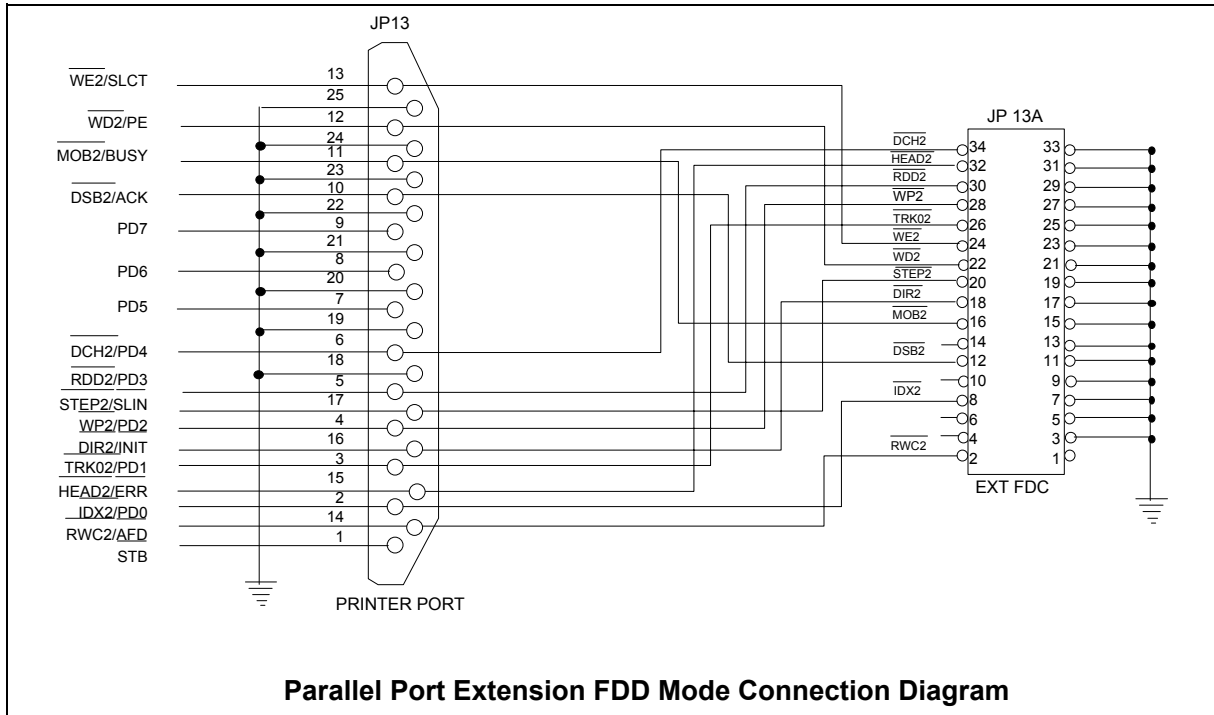 JP13
WE2/SLCT
WD2/PE
MOB2/BUSY
DSB2/ACK
PD7
PD6
PD5
DCH2/PD4
RDD2/PD3
STEP2/SLIN
WP2/PD2
DIR2/INIT
TRK02/PD1
HEAD2/ERR
IDX2/PD0
RWC2/AFD
STB
13
25
12
24
11
23
10
22
9
21
8
20
7
19
6
18
5
17
4
16
3
15
2
14
1
PRINTER PORT
JP 13A
DCH2
HEAD2
RDD2
WP2
TRK02
WE2
WD2
STEP2
DIR2
MOB2
DSB2
IDX2
RWC2
34 33
32 31
30 29
28 27
26 25
24 23
22 21
20 19
18 17
16 15
14 13
12 11
10 9
8 7
6 5
4 3
2 1
EXT FDC
Parallel Port Extension FDD Mode Connection Diagram